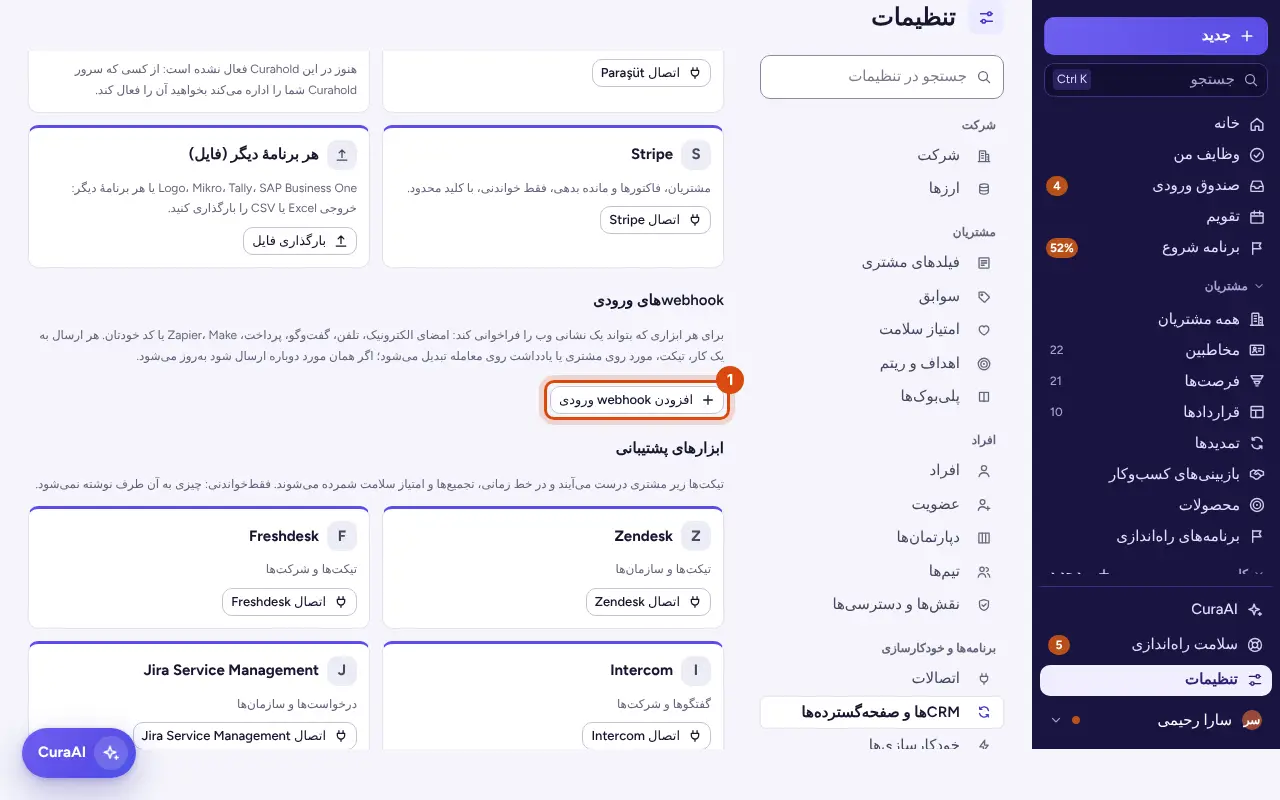 جدید
جستجو
Ctrl K
خانه
وظایف من
صندوق ورودی
4
تقویم
برنامه شروع
52%
مشتریان
همه مشتریان
مخاطبین
22
فرصت‌ها
21
قراردادها
10
تمدیدها
بازبینی‌های کسب‌وکار
محصولات
برنامه‌های راه‌اندازی
CuraAI
سلامت راه‌اندازی
5
تنظیمات
سر
سارا رحیمی
تنظیمات
جستجو در تنظیمات
شرکت
شرکت
ارزها
مشتریان
فیلدهای مشتری
سوابق
امتیاز سلامت
اهداف و ریتم
پلی‌بوک‌ها
افراد
افراد
عضویت
دپارتمان‌ها
تیم‌ها
نقش‌ها و دسترسی‌ها
برنامه‌ها و خودکارسازی
اتصالات
CRMها و صفحه‌گسترده‌ها
خودکارسازی‌ها
اتصال Paraşüt
هنوز در این Curahold فعال نشده است: از کسی که سرور
Curahold شما را اداره می‌کند بخواهید آن را فعال کند.
S
Stripe
مشتریان، فاکتورها و مانده بدهی، فقط خواندنی، با کلید محدود.
اتصال Stripe
هر برنامهٔ دیگر (فایل)
Logo، Mikro، Tally، SAP Business One یا هر برنامهٔ دیگر:
خروجی Excel یا CSV را بارگذاری کنید.
بارگذاری فایل
webhookهای ورودی
برای هر ابزاری که بتواند یک نشانی وب را فراخوانی کند: امضای الکترونیک، تلفن، گفت‌وگو، پرداخت، Zapier، Make یا کد خودتان. هر ارسال به
یک کار، تیکت، مورد روی مشتری یا یادداشت روی معامله تبدیل می‌شود؛ اگر همان مورد دوباره ارسال شود به‌روز می‌شود.
1
افزودن webhook ورودی
ابزارهای پشتیبانی
تیکت‌ها زیر مشتری درست می‌آیند و در خط زمانی، تجمیع‌ها و امتیاز سلامت شمرده می‌شوند. فقط‌خواندنی: چیزی به آن طرف نوشته نمی‌شود.
Z
Zendesk
تیکت‌ها و سازمان‌ها
اتصال Zendesk
F
Freshdesk
تیکت‌ها و شرکت‌ها
اتصال Freshdesk
I
Intercom
گفتگوها و شرکت‌ها
اتصال Intercom
J
Jira Service Management
درخواست‌ها و سازمان‌ها
اتصال Jira Service Management
CuraAI